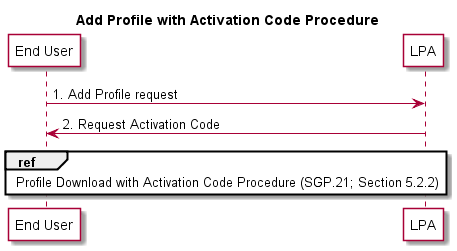 Add Profile with Activation Code Procedure
End User LPA
1. Add Profile request
2. Request Activation Code
ref
Profile Download with Activation Code Procedure (SGP.21; Section 5.2.2)
End User LPA